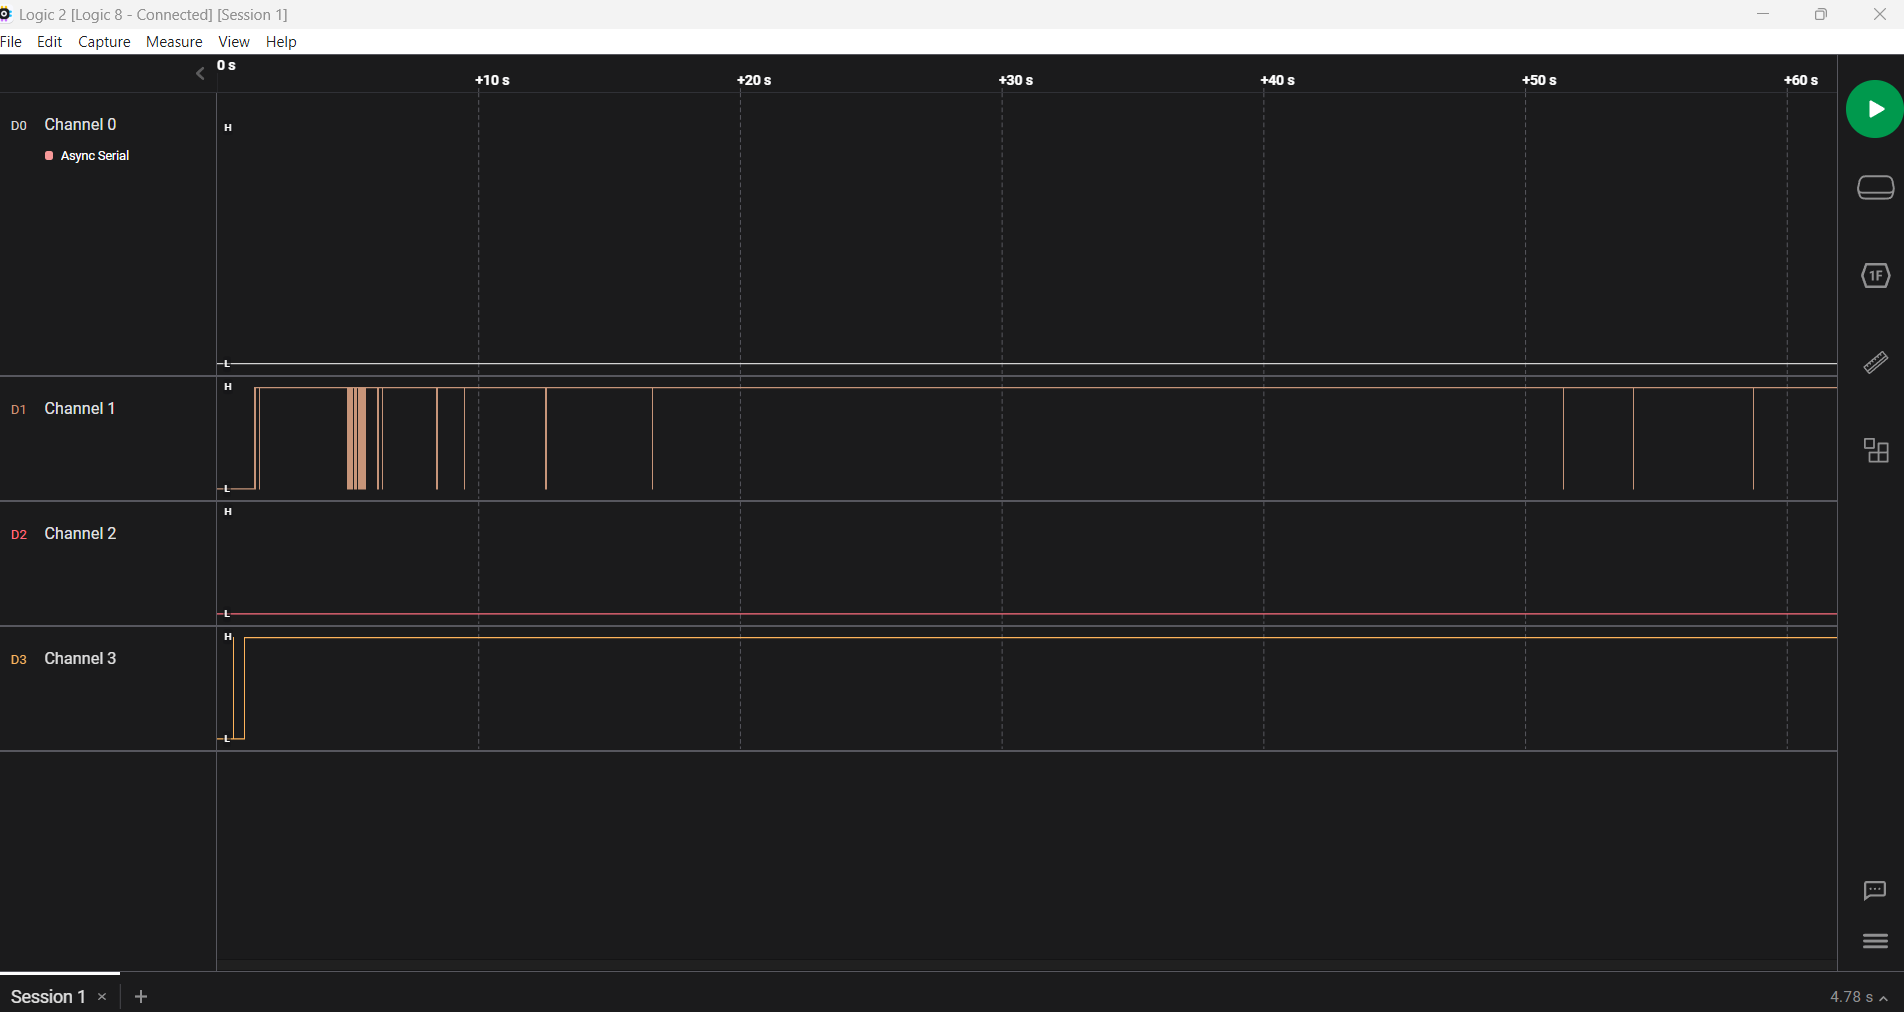 Logic 2 [Logic 8 - Connected] [Session 1]
File Edit Capture Measure View Help
0 s
+10 s +20 s +30 s +40 s +50 s +60 s
D0 Channel 0
H
Async Serial
L
H
D1 Channel 1
L
H
D2 Channel 2
L
H
D3 Channel 3
L
1F
Session 1
4.78 s